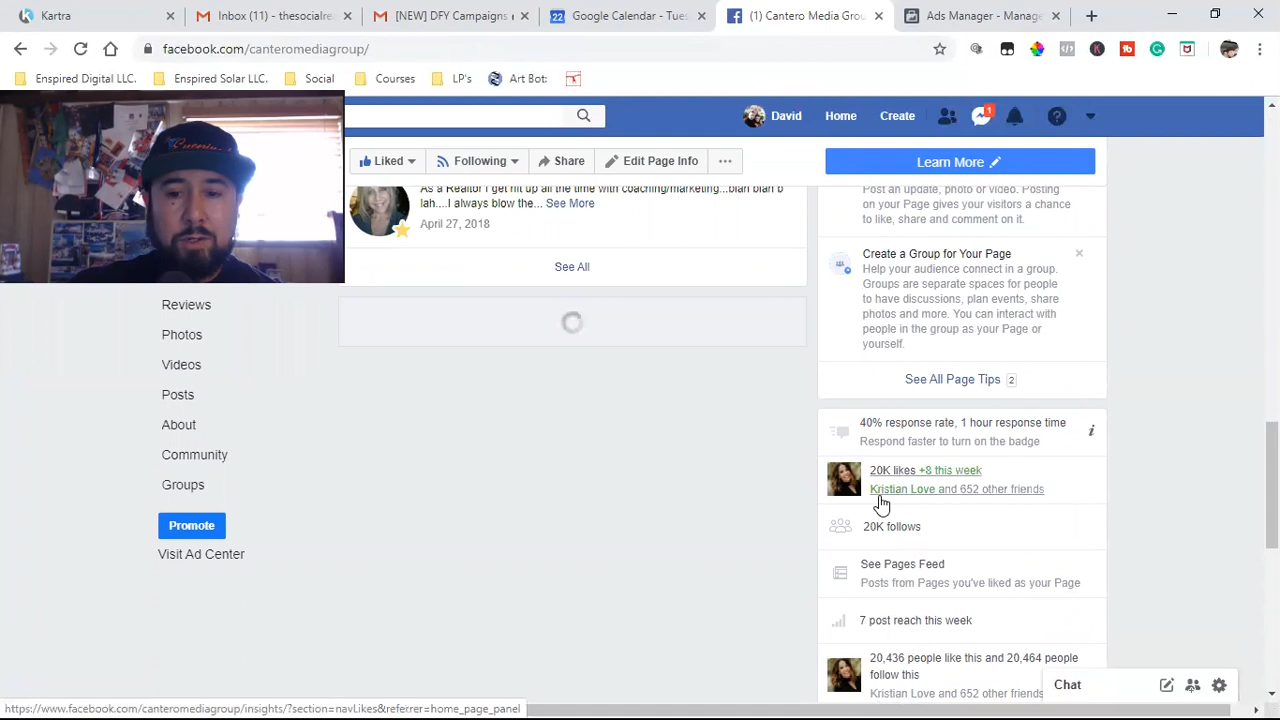 Kartra
Inbox (11) - thesocialrea
[NEW] DFY Campaigns
Google Calendar - Tues
(1) Cantero Media Grou
Ads Manager - Manage
facebook.com/canteromediagroup/
Enspired Digital LLC.
Enspired Solar LLC.
Social
Courses
LP's
Art Bot:
David
Home
Create
1
Liked
Following
Share
Edit Page Info
...
Learn More
As a Realtor I get hit up all the time with coaching/marketing...blah blah b
lah....I always blow the... See More
April 27, 2018
See All
Reviews
Photos
Videos
Posts
About
Community
Groups
Promote
Visit Ad Center
Post an update, photo or video. Posting
on your Page gives your visitors a chance
to like, share and comment on it.
Create a Group for Your Page
Help your audience connect in a group.
Groups are separate spaces for people
to have discussions, plan events, share
photos and more. You can interact with
people in the group as your Page or
yourself.
See All Page Tips 2
40% response rate, 1 hour response time
Respond faster to turn on the badge
20K likes +8 this week
Kristian Love and 652 other friends
20K follows
See Pages Feed
Posts from Pages you've liked as your Page
7 post reach this week
20,436 people like this and 20,464 people
follow this
Kristian Love and 652 other friends
Chat
https://www.facebook.com/canteromediagroup/insights/?section=navLikes&referrer=home_page_panel